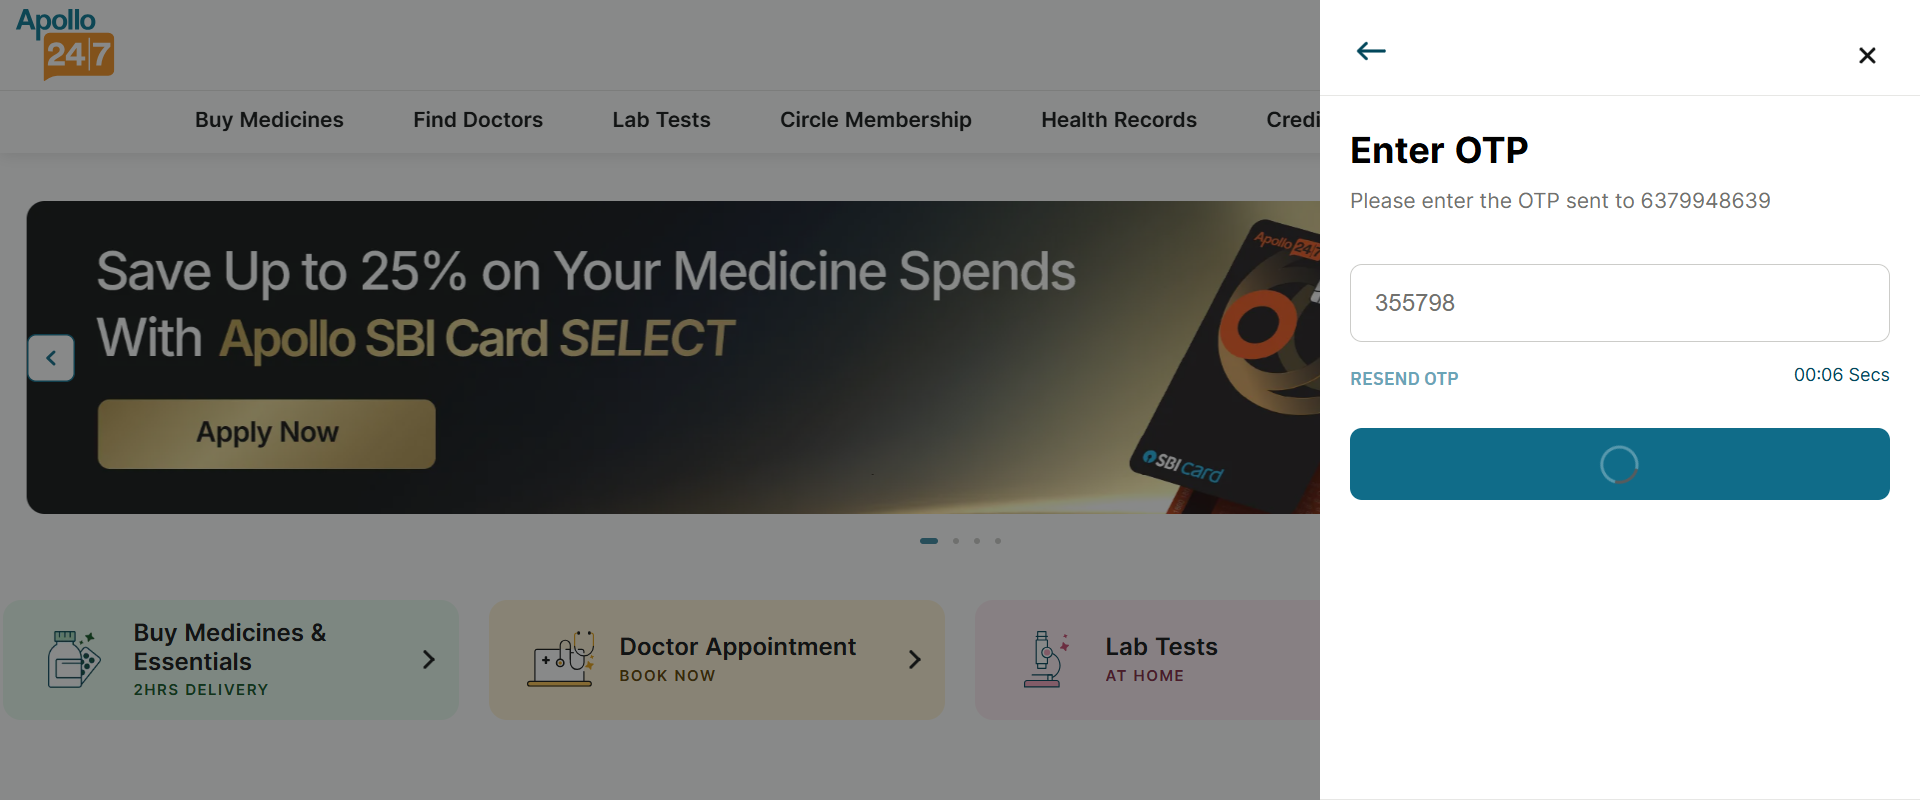 Apollo
24|7
Buy Medicines
Find Doctors
Lab Tests
Circle Membership
Health Records
Credi
Save Up to 25% on Your Medicine Spends
With Apollo SBI Card SELECT
Apply Now
Apollo 24|7
SBI card
Buy Medicines &
Essentials
2HRS DELIVERY
Doctor Appointment
BOOK NOW
Lab Tests
AT HOME
Enter OTP
Please enter the OTP sent to 6379948639
355798
RESEND OTP
00:06 Secs